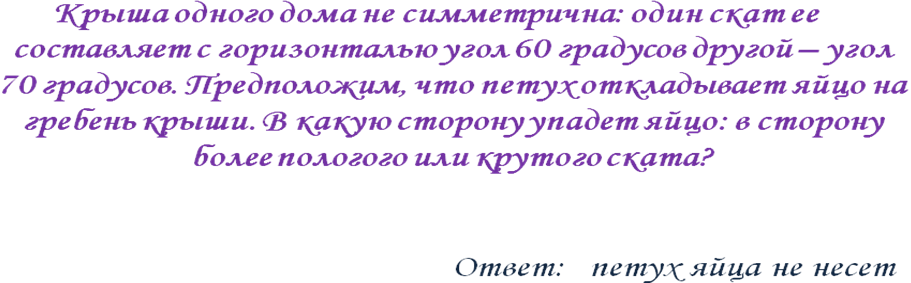 Крыша одного дома не симметрична: один скат ее
составляет с горизонталью угол 60 градусов другой – угол
70 градусов. Предположим, что петух откладывает яйцо на
гребень крыши. В какую сторону упадет яйцо: в сторону
более пологого или крутого ската?
Ответ: петух яйца не несет